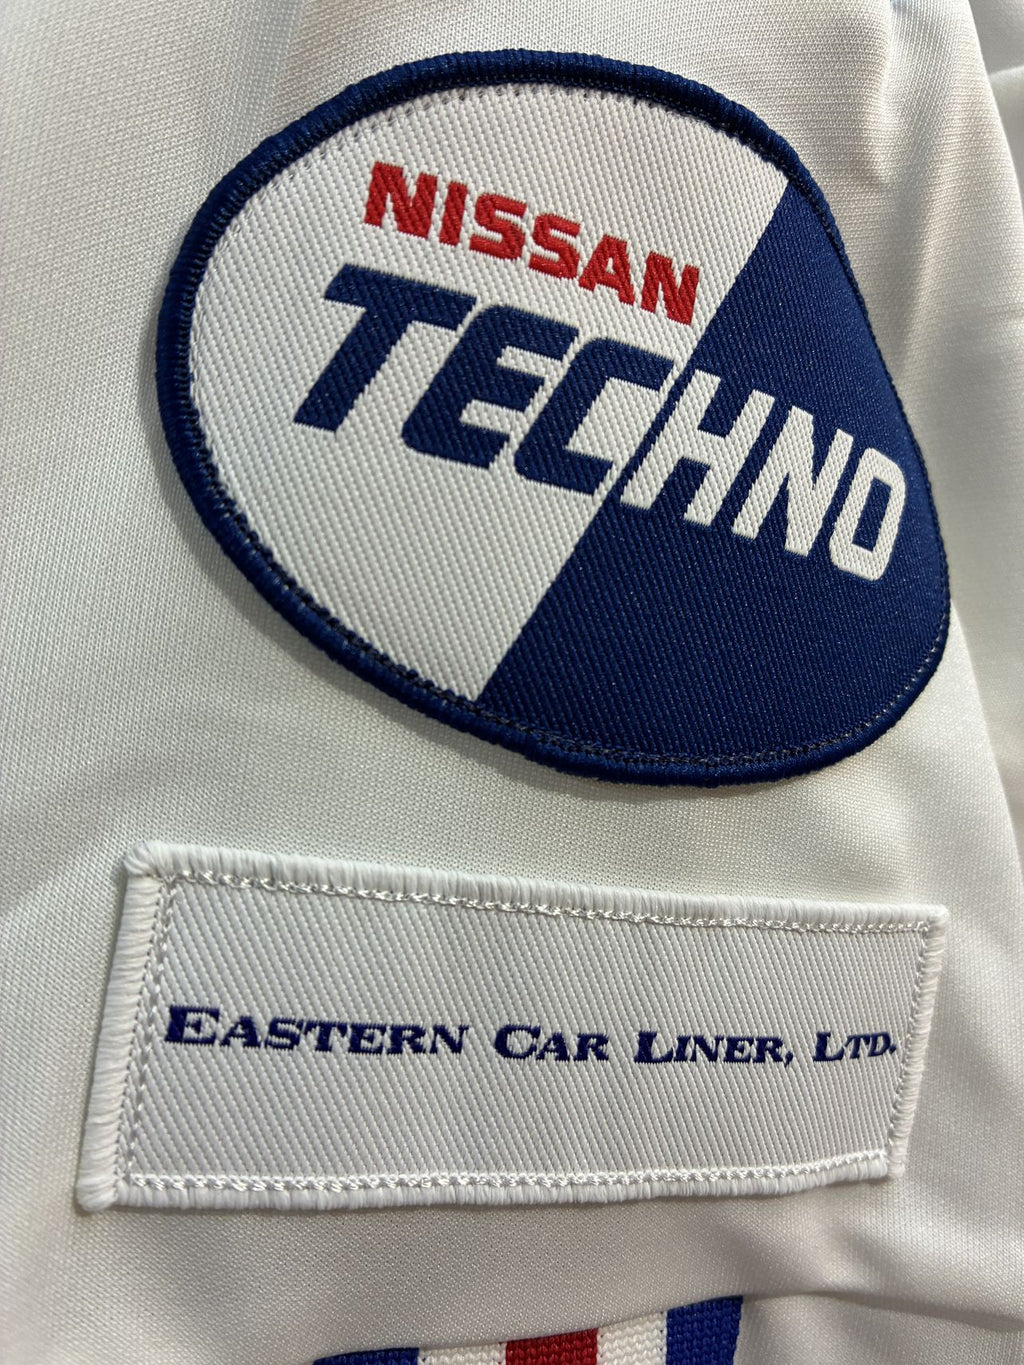 NISSAN
TECHNO
EASTERN CAR LINER, LTD.